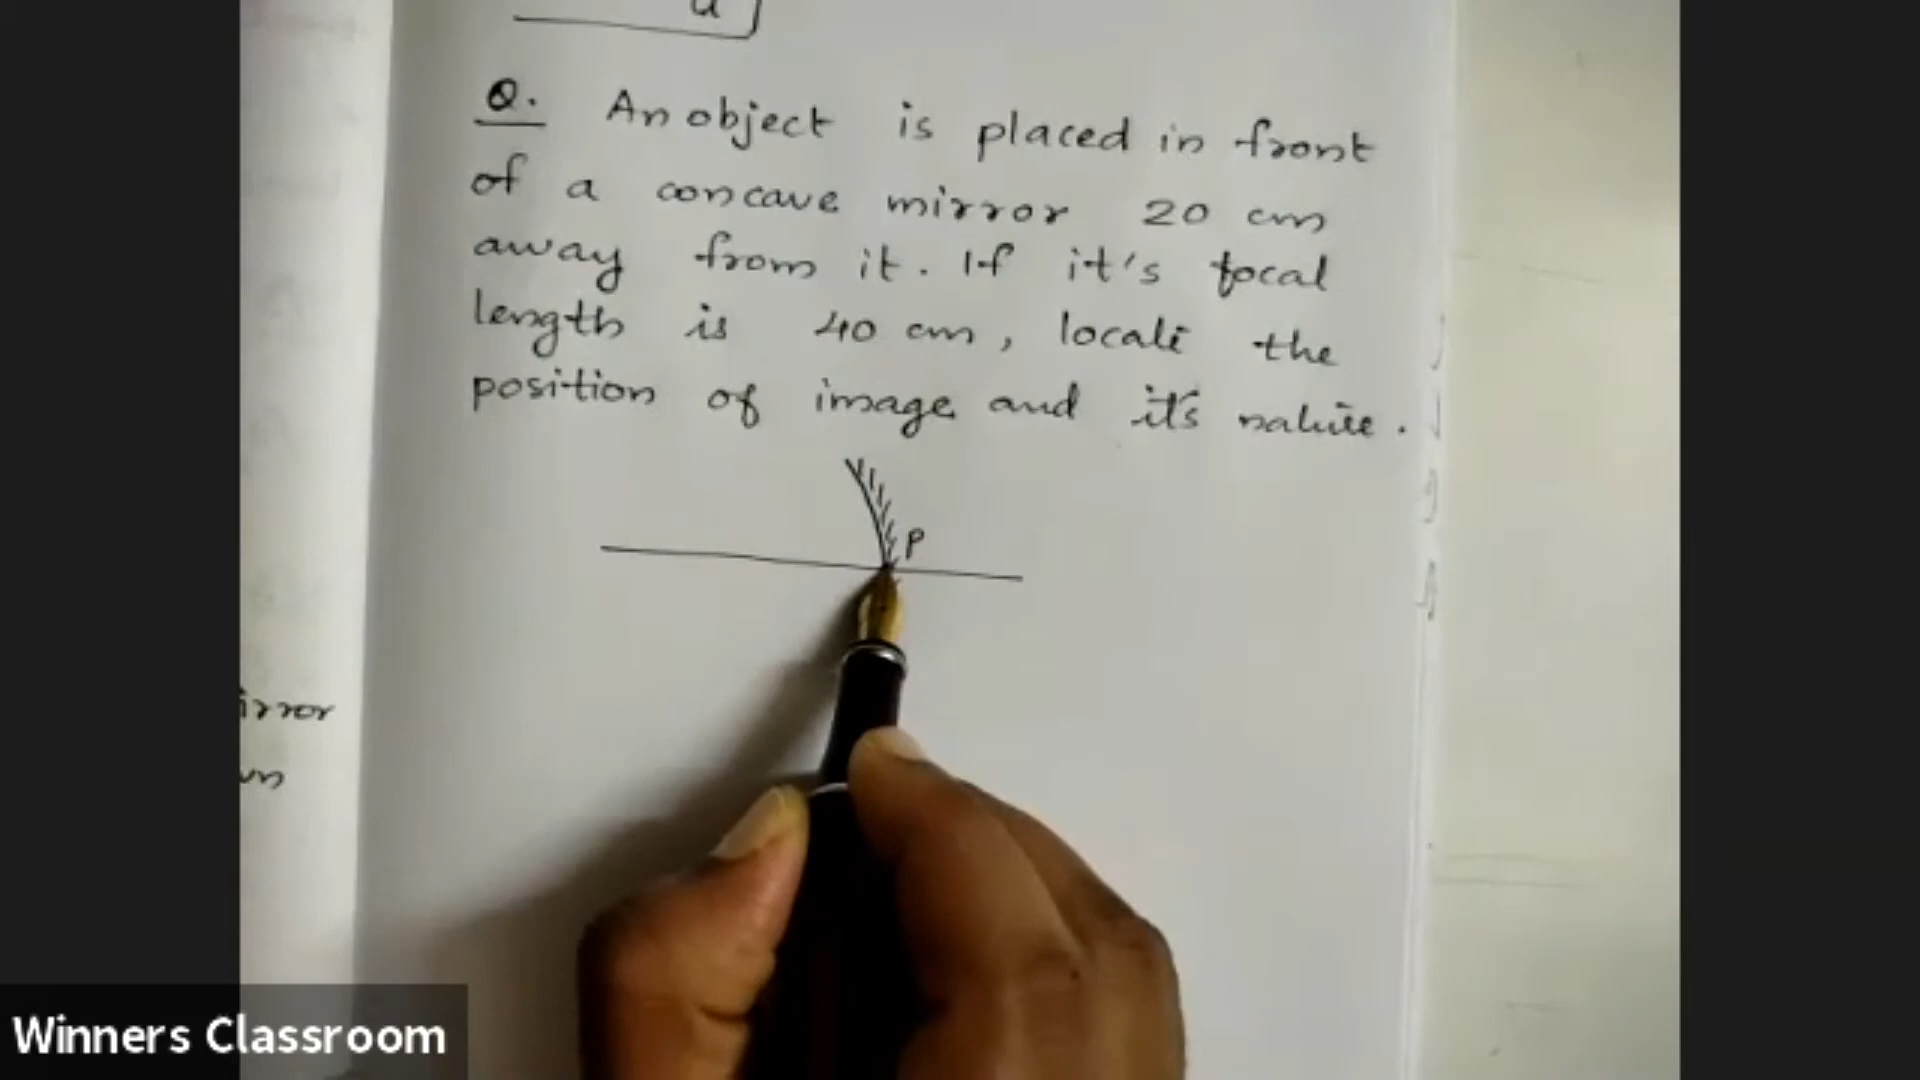 u
Q. An object is placed in front
of a concave mirror 20 cm
away from it. If it's focal
length is 40 cm, locate the
position of image and it's nature.
P
irror
wn
Winners Classroom